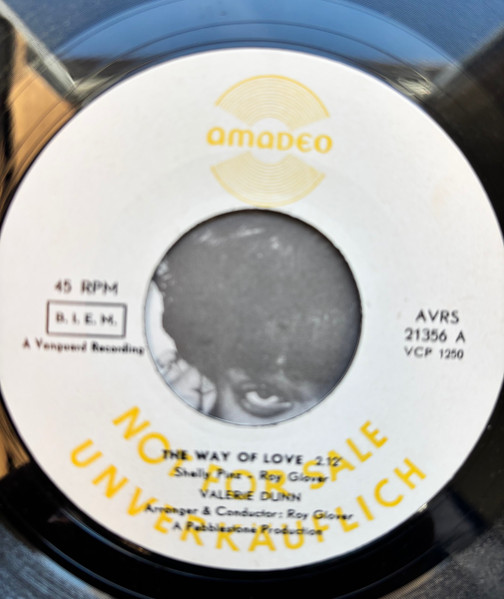 AMADEO
45 RPM
B. I. E. M.
A Vanguard Recording
AVRS
21356 A
VCP 1250
THE WAY OF LOVE 2.12"
Shelly Pinz - Roy Glover
VALERIE DUNN
Arranger & Conductor: Roy Glover
A Pebblestone Production
NOT FOR SALE
UNVERKÄUFLICH